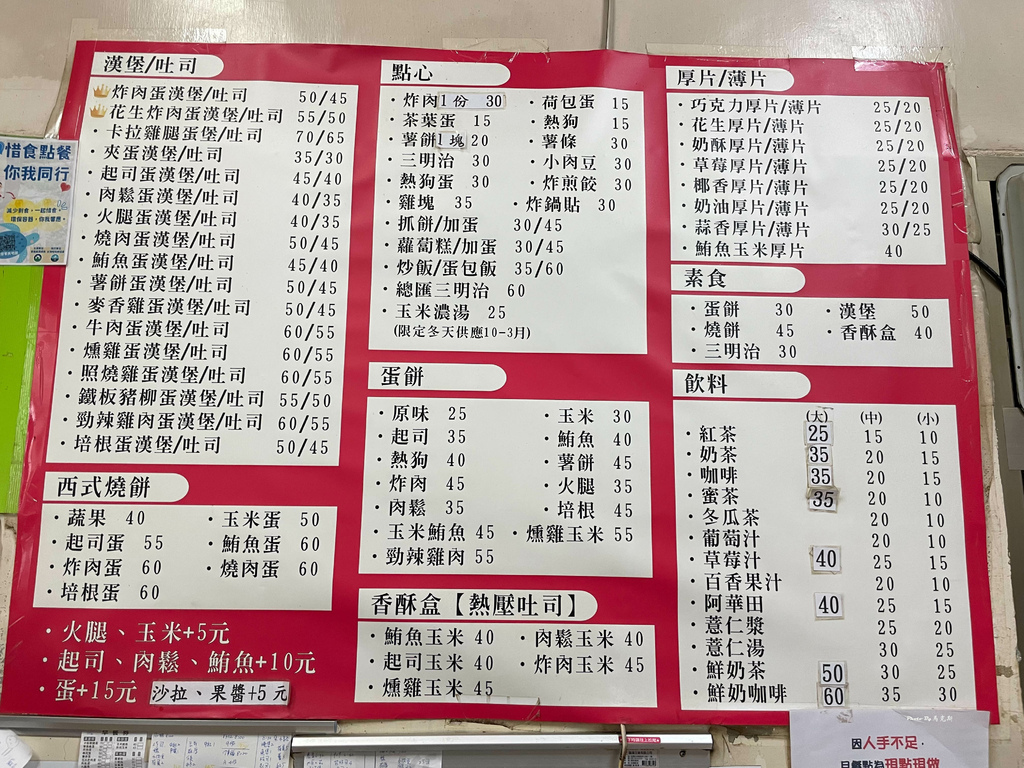 漢堡/吐司
炸肉蛋漢堡/吐司 50/45
花生炸肉蛋漢堡/吐司 55/50
・卡拉雞腿蛋堡/吐司 70/65
・夾蛋漢堡/吐司 35/30
・起司蛋漢堡/吐司 45/40
・肉鬆蛋漢堡/吐司 40/35
・火腿蛋漢堡/吐司 40/35
・燒肉蛋漢堡/吐司 50/45
・鮪魚蛋漢堡/吐司 45/40
・薯餅蛋漢堡/吐司 50/45
・麥香雞蛋漢堡/吐司 50/45
・牛肉蛋漢堡/吐司 60/55
・燻雞蛋漢堡/吐司 60/55
・照燒雞蛋漢堡/吐司 60/55
・鐵板豬柳蛋漢堡/吐司 55/50
・勁辣雞肉蛋漢堡/吐司 60/55
・培根蛋漢堡/吐司 50/45
西式燒餅
・蔬果 40 ・玉米蛋 50
・起司蛋 55 ・鮪魚蛋 60
・炸肉蛋 60 ・燒肉蛋 60
・培根蛋 60
・火腿、玉米+5元
・起司、肉鬆、鮪魚+10元
・蛋+15元 沙拉、果醬+5元
點心
・炸肉1份 30 ・荷包蛋 15
・茶葉蛋 15 ・熱狗 15
・薯餅1塊20 ・薯條 30
・三明治 30 ・小肉豆 30
・熱狗蛋 30 ・炸煎餃 30
・雞塊 35 ・炸鍋貼 30
・抓餅/加蛋 30/45
・蘿蔔糕/加蛋 30/45
・炒飯/蛋包飯 35/60
・總匯三明治 60
・玉米濃湯 25
(限定冬天供應10-3月)
蛋餅
・原味 25 ・玉米 30
・起司 35 ・鮪魚 40
・熱狗 40 ・薯餅 45
・炸肉 45 ・火腿 35
・肉鬆 35 ・培根 45
・玉米鮪魚 45 ・燻雞玉米 55
・勁辣雞肉 55
香酥盒【熱壓吐司】
・鮪魚玉米 40 ・肉鬆玉米 40
・起司玉米 40 ・炸肉玉米 45
・燻雞玉米 45
厚片/薄片
・巧克力厚片/薄片 25/20
・花生厚片/薄片 25/20
・奶酥厚片/薄片 25/20
・草莓厚片/薄片 25/20
・椰香厚片/薄片 25/20
・奶油厚片/薄片 25/20
・蒜香厚片/薄片 30/25
・鮪魚玉米厚片 40
素食
・蛋餅 30 ・漢堡 50
・燒餅 45 ・香酥盒 40
・三明治 30
飲料
(大) (中) (小)
・紅茶 25 15 10
・奶茶 35 20 15
・咖啡 35 20 15
・蜜茶 35 20 10
・冬瓜茶 20 10
・葡萄汁 20 10
・草莓汁 40 20 15
・百香果汁 20 10
・阿華田 40 25 15
・薏仁漿 25 20
・薏仁湯 30 25
・鮮奶茶 50 30 25
・鮮奶咖啡 60 35 30
惜食點餐
你我同行
Photo By 馬克斯
因人手不足，
且餐點為現點現做